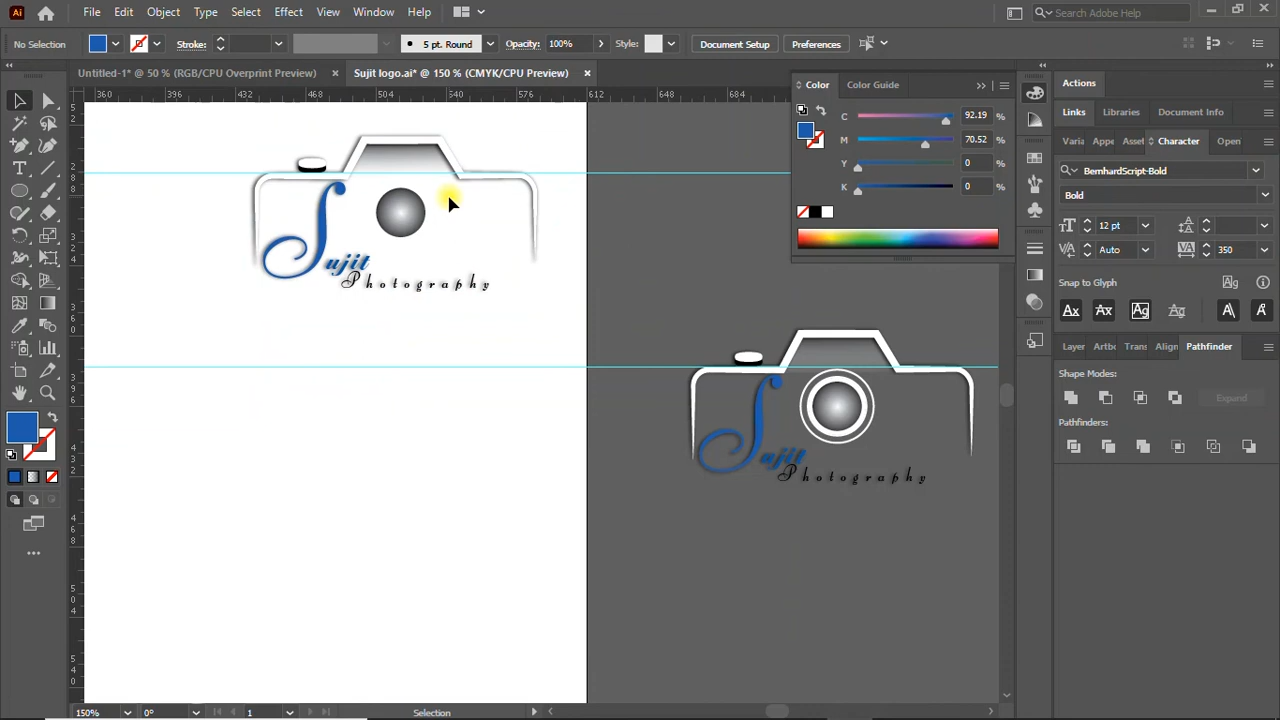 Ai File Edit Object Type Select Effect View Window Help Search Adobe Help
No Selection Stroke: 5 pt. Round Opacity: 100% Style: Document Setup Preferences
Untitled-1* @ 50 % (RGB/CPU Overprint Preview) × Sujit logo.ai* @ 150 % (CMYK/CPU Preview) ×
360 396 432 468 504 540 576 612 648 684
Color Color Guide
C 92.19 %
M 70.52 %
Y 0 %
K 0 %
Actions
Links Libraries Document Info
Appe Asset Character Open
BernhardScript-Bold
Bold
12 pt
Auto 350
Snap to Glyph
Layer Artbo Trans Align Pathfinder
Shape Modes:
Expand
Pathfinders:
Sujit
Photography
Sujit
Photography
150% 0° 1 Selection